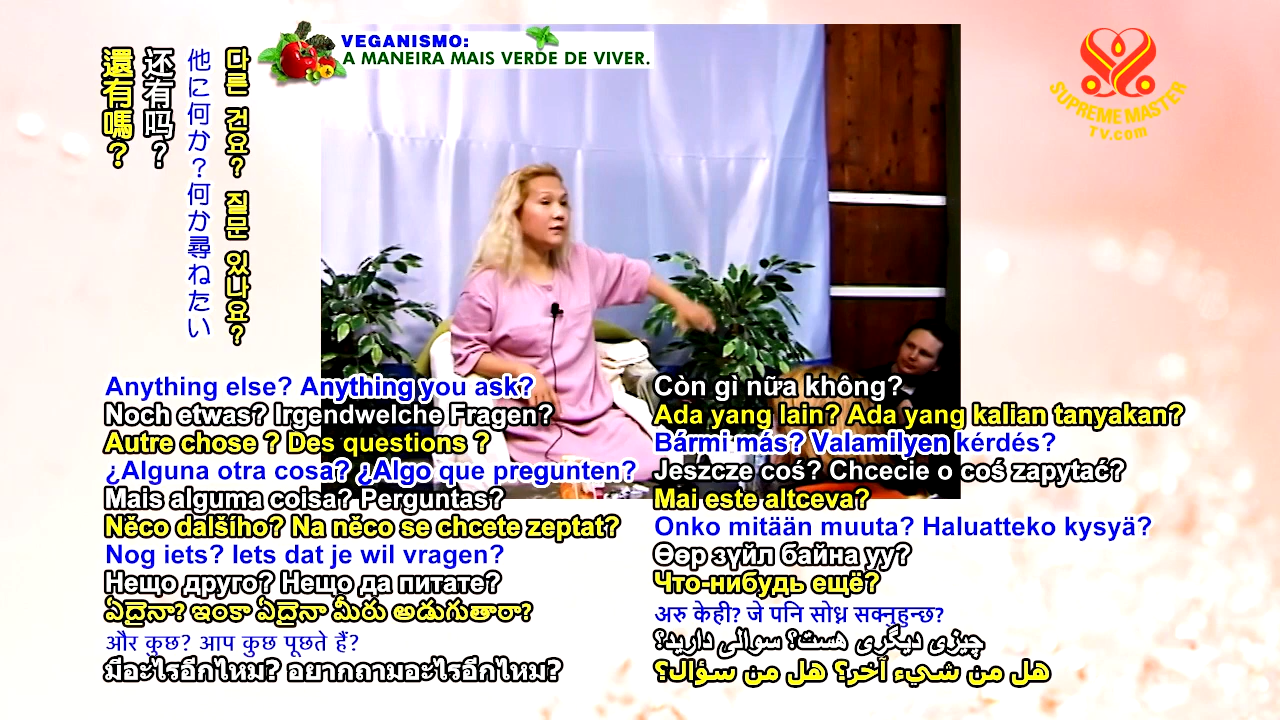 VEGANISMO:
A MANEIRA MAIS VERDE DE VIVER.
SUPREME MASTER
TV.com
다른 건요? 질문 있나요?
他に何か?何か尋ねたい
还有吗?
還有嗎?
Anything else? Anything you ask?
Noch etwas? Irgendwelche Fragen?
Autre chose ? Des questions ?
¿Alguna otra cosa? ¿Algo que pregunten?
Mais alguma coisa? Perguntas?
Něco dalšího? Na něco se chcete zeptat?
Nog iets? Iets dat je wil vragen?
Нещо друго? Нещо да питате?
ఏదైనా? ఇంకా ఏదైనా మీరు అడుగుతారా?
और कुछ? आप कुछ पूछते हैं?
มีอะไรอีกไหม? อยากถามอะไรอีกไหม?
Còn gì nữa không?
Ada yang lain? Ada yang kalian tanyakan?
Bármi más? Valamilyen kérdés?
Jeszcze coś? Chcecie o coś zapytać?
Mai este altceva?
Onko mitään muuta? Haluatteko kysyä?
Өөр зүйл байна уу?
Что-нибудь ещё?
अरु केही? जे पनि सोध्न सक्नुहुन्छ?
چیزی دیگری هست؟ سوالی دارید؟
هل من شيء آخر؟ هل من سؤال؟